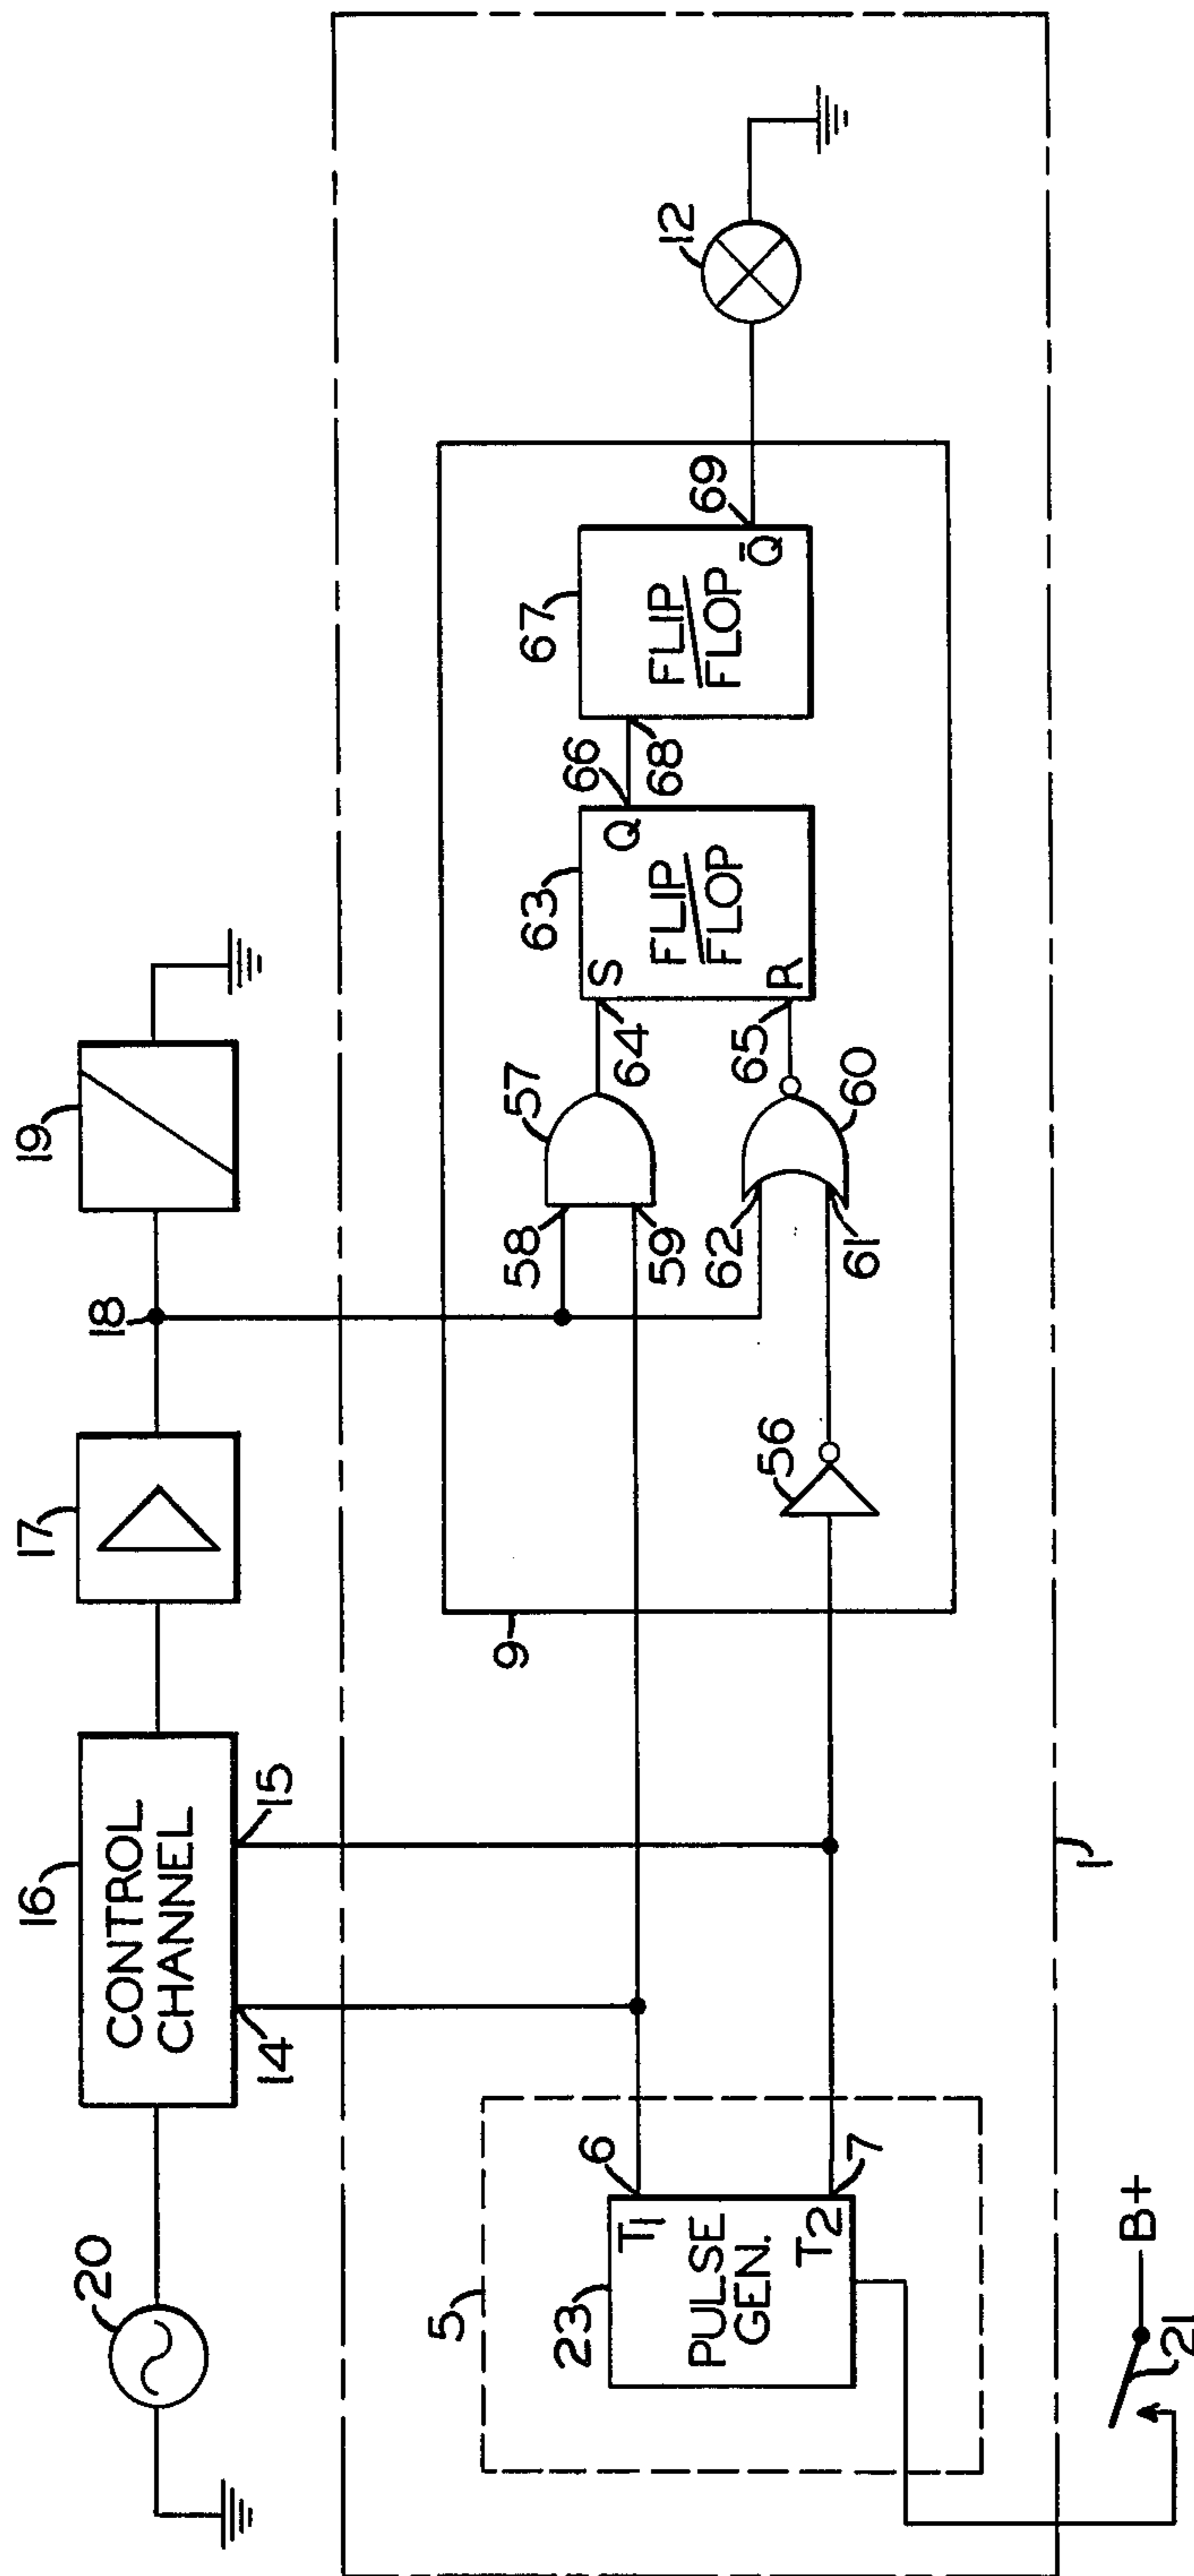 20
16
CONTROL
CHANNEL
14
15
17
18
19
5
23
T1
PULSE
GEN.
T2
6
7
21
B+
1
9
56
58
59
57
62
61
60
64
65
63
S
R
Q
FLIP/
FLOP
66
68
67
FLIP/
FLOP
Q̄
69
12